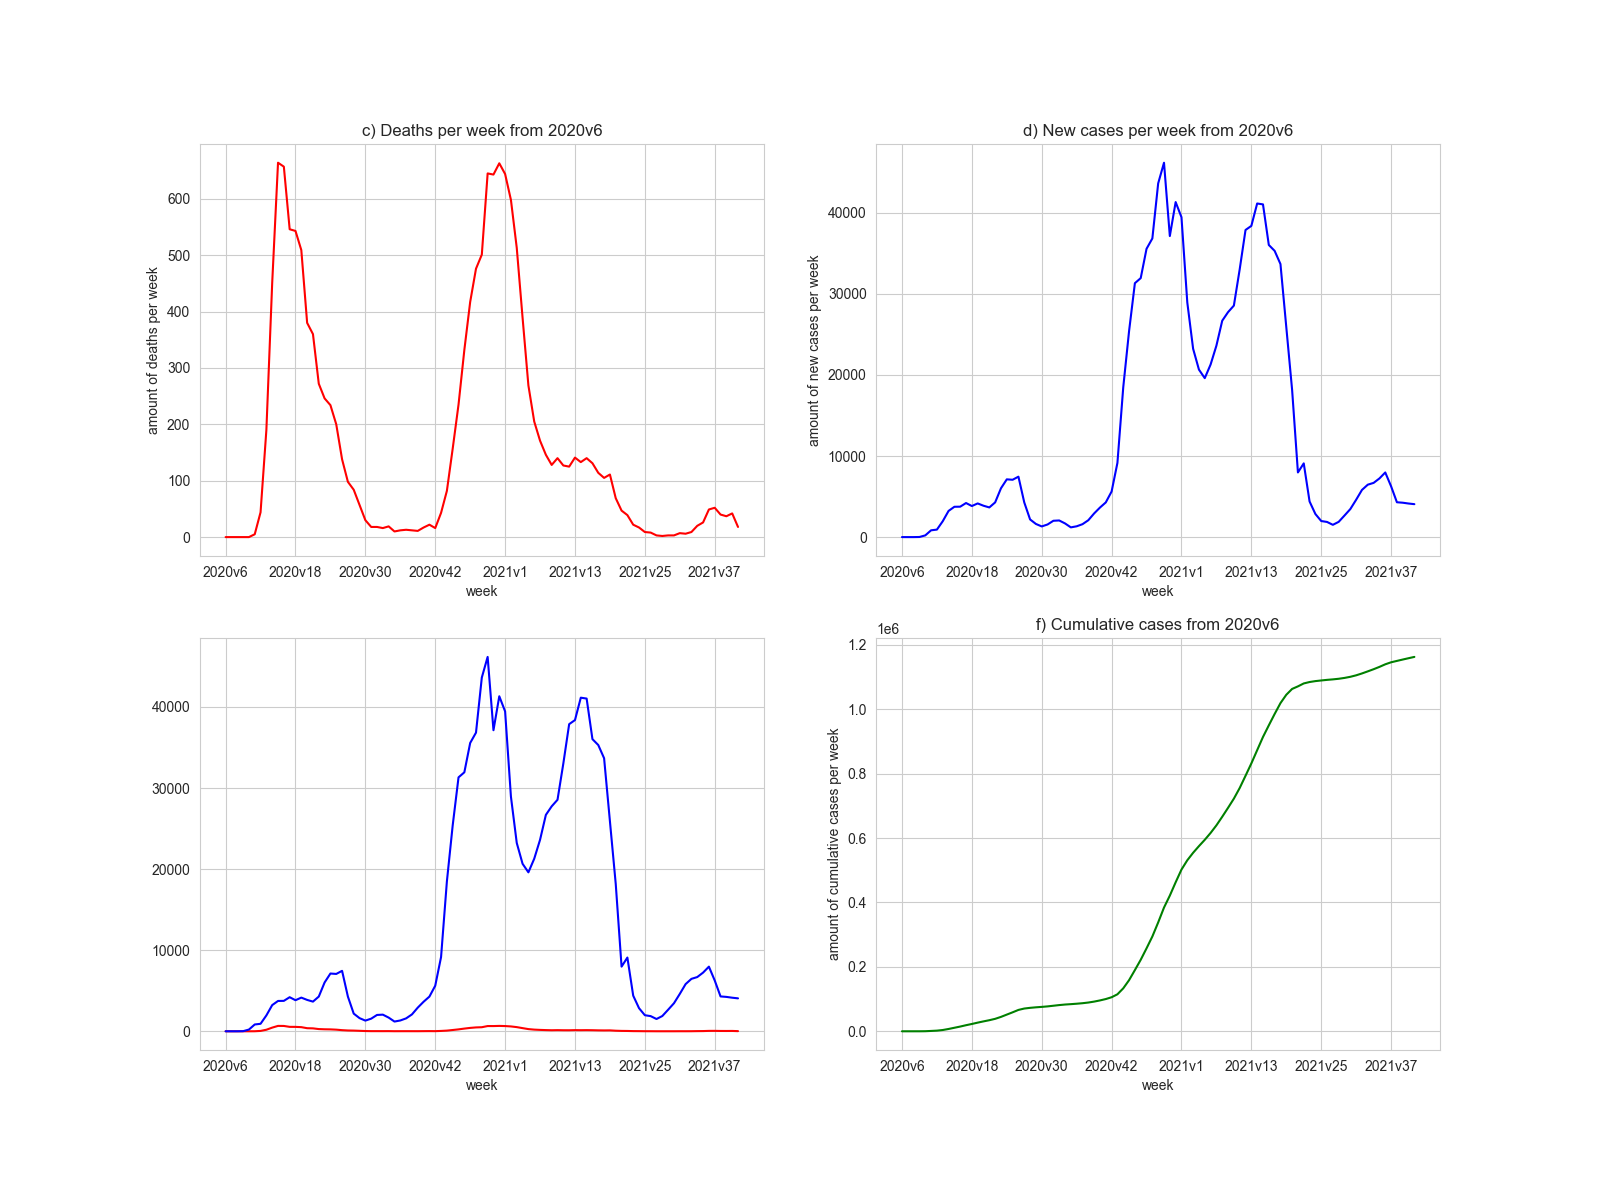 c) Deaths per week from 2020v6
amount of deaths per week
600
500
400
300
200
100
0
2020v6 2020v18 2020v30 2020v42 2021v1 2021v13 2021v25 2021v37
week
d) New cases per week from 2020v6
amount of new cases per week
40000
30000
20000
10000
0
2020v6 2020v18 2020v30 2020v42 2021v1 2021v13 2021v25 2021v37
week
40000
30000
20000
10000
0
2020v6 2020v18 2020v30 2020v42 2021v1 2021v13 2021v25 2021v37
week
f) Cumulative cases from 2020v6
1e6
amount of cumulative cases per week
1.2
1.0
0.8
0.6
0.4
0.2
0.0
2020v6 2020v18 2020v30 2020v42 2021v1 2021v13 2021v25 2021v37
week